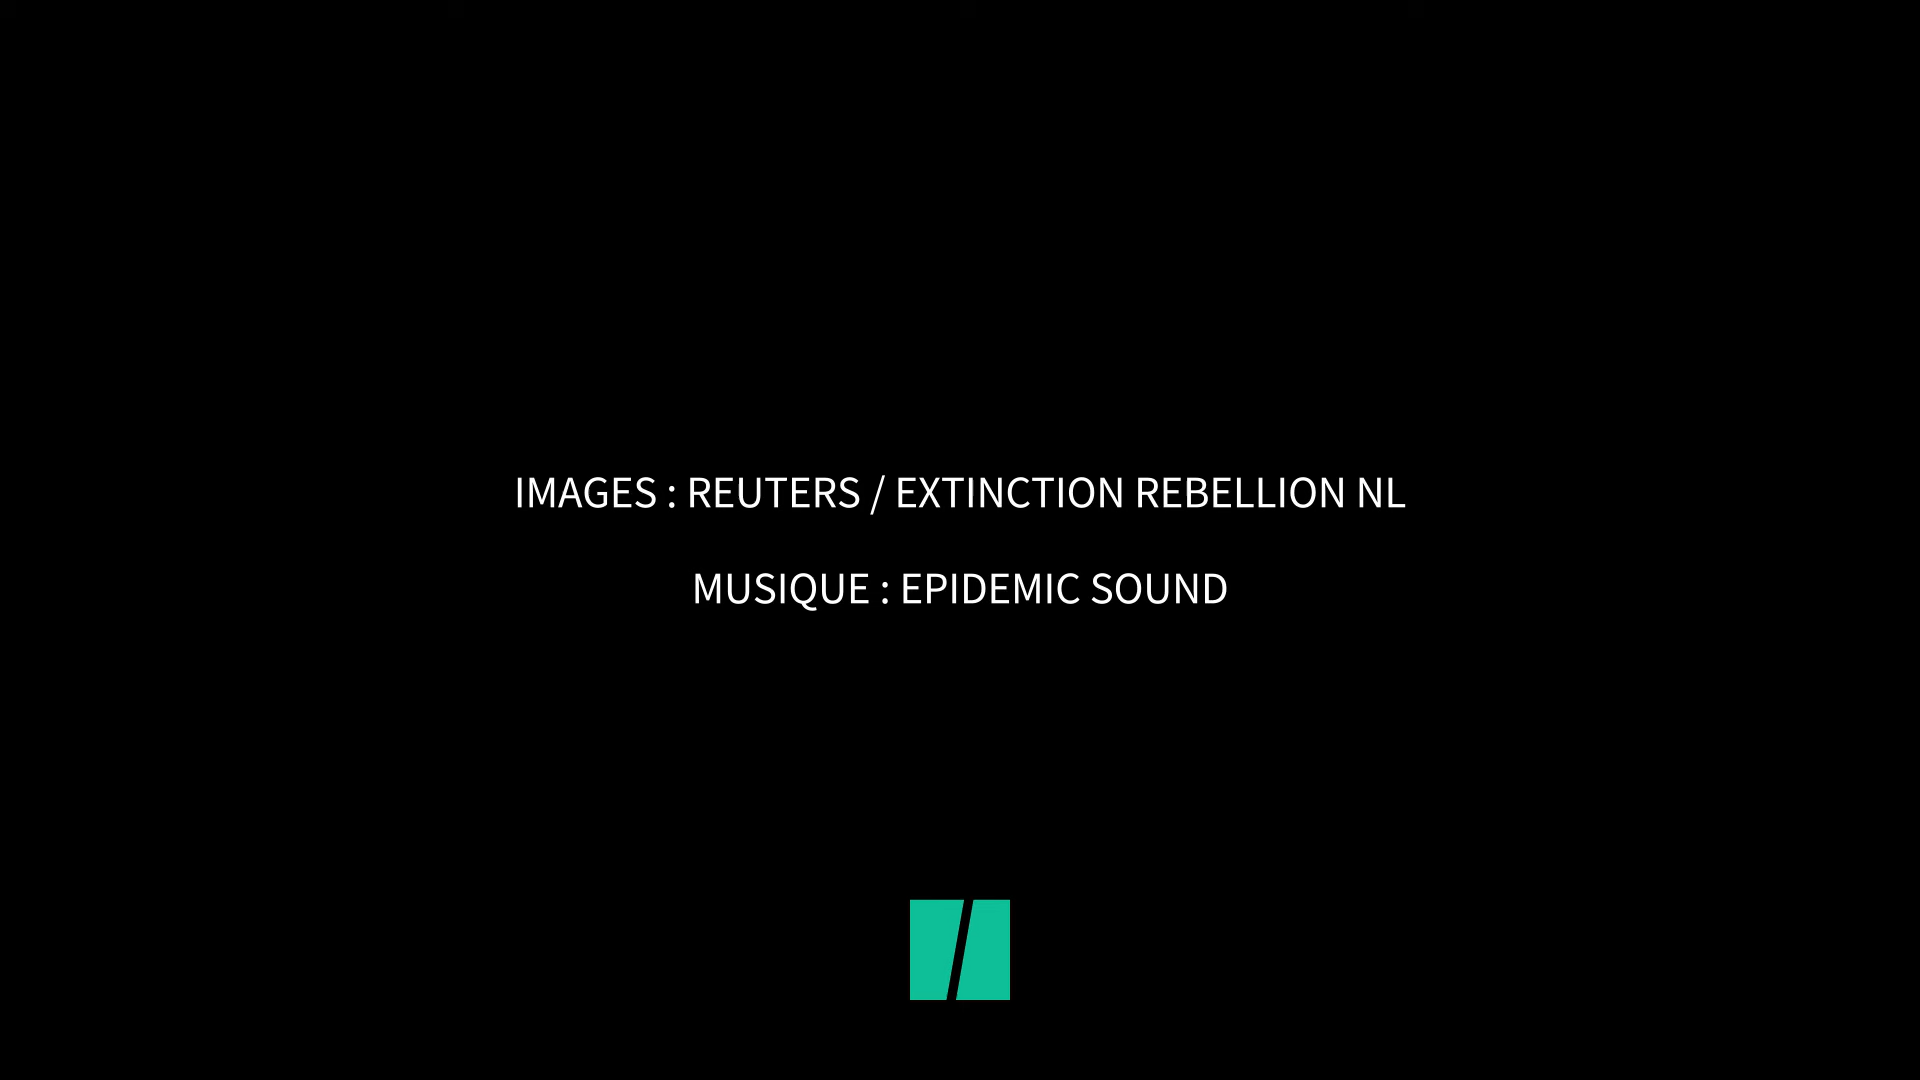 IMAGES : REUTERS / EXTINCTION REBELLION NL
MUSIQUE : EPIDEMIC SOUND